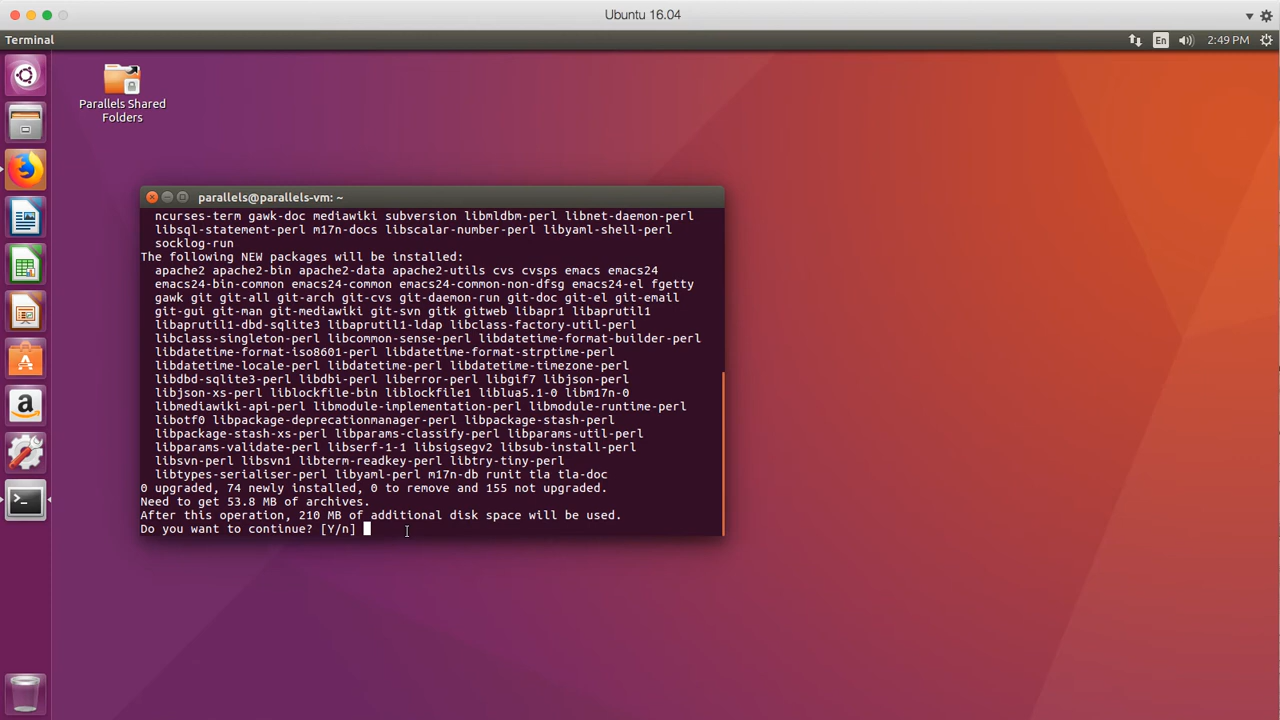 Ubuntu 16.04
Terminal
En
2:49 PM
Parallels Shared
Folders
parallels@parallels-vm: ~
ncurses-term gawk-doc mediawiki subversion libmldbm-perl libnet-daemon-perl
libsql-statement-perl m17n-docs libscalar-number-perl libyaml-shell-perl
socklog-run
The following NEW packages will be installed:
apache2 apache2-bin apache2-data apache2-utils cvs cvsps emacs emacs24
emacs24-bin-common emacs24-common emacs24-common-non-dfsg emacs24-el fgetty
gawk git git-all git-arch git-cvs git-daemon-run git-doc git-el git-email
git-gui git-man git-mediawiki git-svn gitk gitweb libapr1 libaprutil1
libaprutil1-dbd-sqlite3 libaprutil1-ldap libclass-factory-util-perl
libclass-singleton-perl libcommon-sense-perl libdatetime-format-builder-perl
libdatetime-format-iso8601-perl libdatetime-format-strptime-perl
libdatetime-locale-perl libdatetime-perl libdatetime-timezone-perl
libdbd-sqlite3-perl libdbi-perl liberror-perl libgif7 libjson-perl
libjson-xs-perl liblockfile-bin liblockfile1 liblua5.1-0 libm17n-0
libmediawiki-api-perl libmodule-implementation-perl libmodule-runtime-perl
libotf0 libpackage-deprecationmanager-perl libpackage-stash-perl
libpackage-stash-xs-perl libparams-classify-perl libparams-util-perl
libparams-validate-perl libserf-1-1 libsigsegv2 libsub-install-perl
libsvn-perl libsvn1 libterm-readkey-perl libtry-tiny-perl
libtypes-serialiser-perl libyaml-perl m17n-db runit tla tla-doc
0 upgraded, 74 newly installed, 0 to remove and 155 not upgraded.
Need to get 53.8 MB of archives.
After this operation, 210 MB of additional disk space will be used.
Do you want to continue? [Y/n]